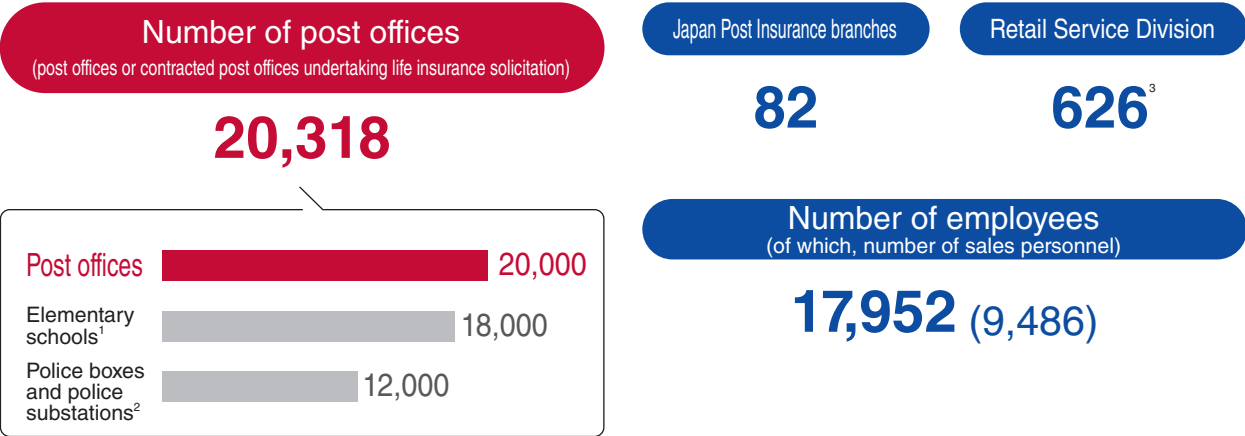 Number of post offices
(post offices or contracted post offices undertaking life insurance solicitation)
20,318
Post offices
20,000
Elementary
schools1
18,000
Police boxes
and police
substations2
12,000
Japan Post Insurance branches
82
Retail Service Division
6263
Number of employees
(of which, number of sales personnel)
17,952 (9,486)